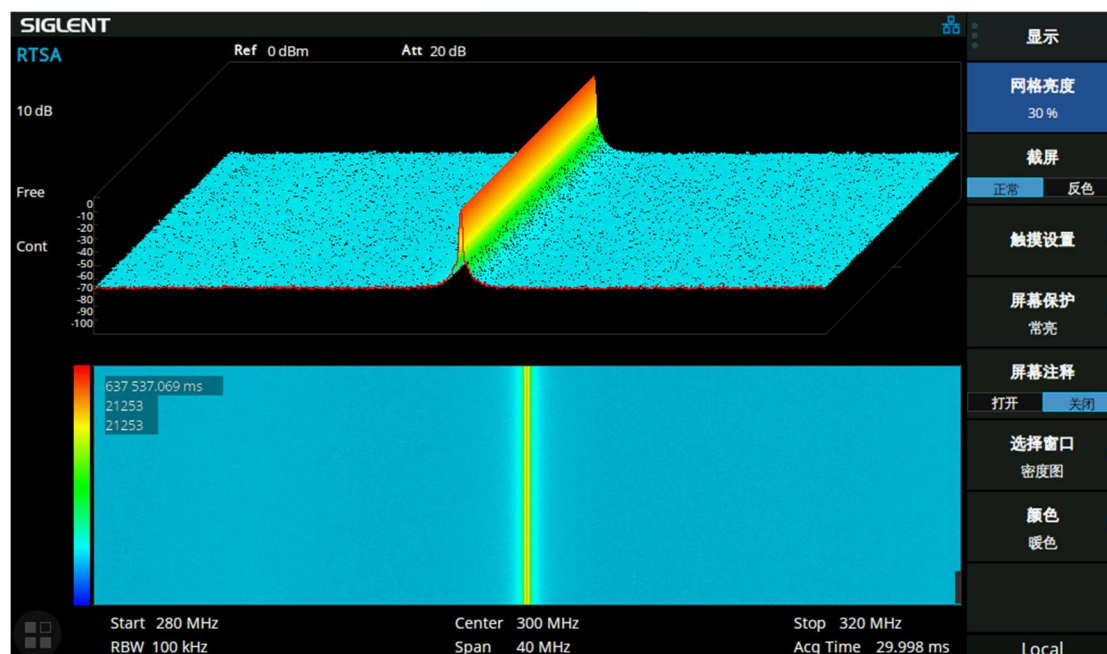 SIGLENT
RTSA
Ref 0 dBm Att 20 dB
10 dB
Free
Cont
0
-10
-20
-30
-40
-50
-60
-70
-80
-90
-100
637 537.069 ms
21253
21253
Start 280 MHz Center 300 MHz Stop 320 MHz
RBW 100 kHz Span 40 MHz Acq Time 29.998 ms
显示
网格亮度
30 %
截屏
正常 反色
触摸设置
屏幕保护
常亮
屏幕注释
打开 关闭
选择窗口
密度图
颜色
暖色
Local